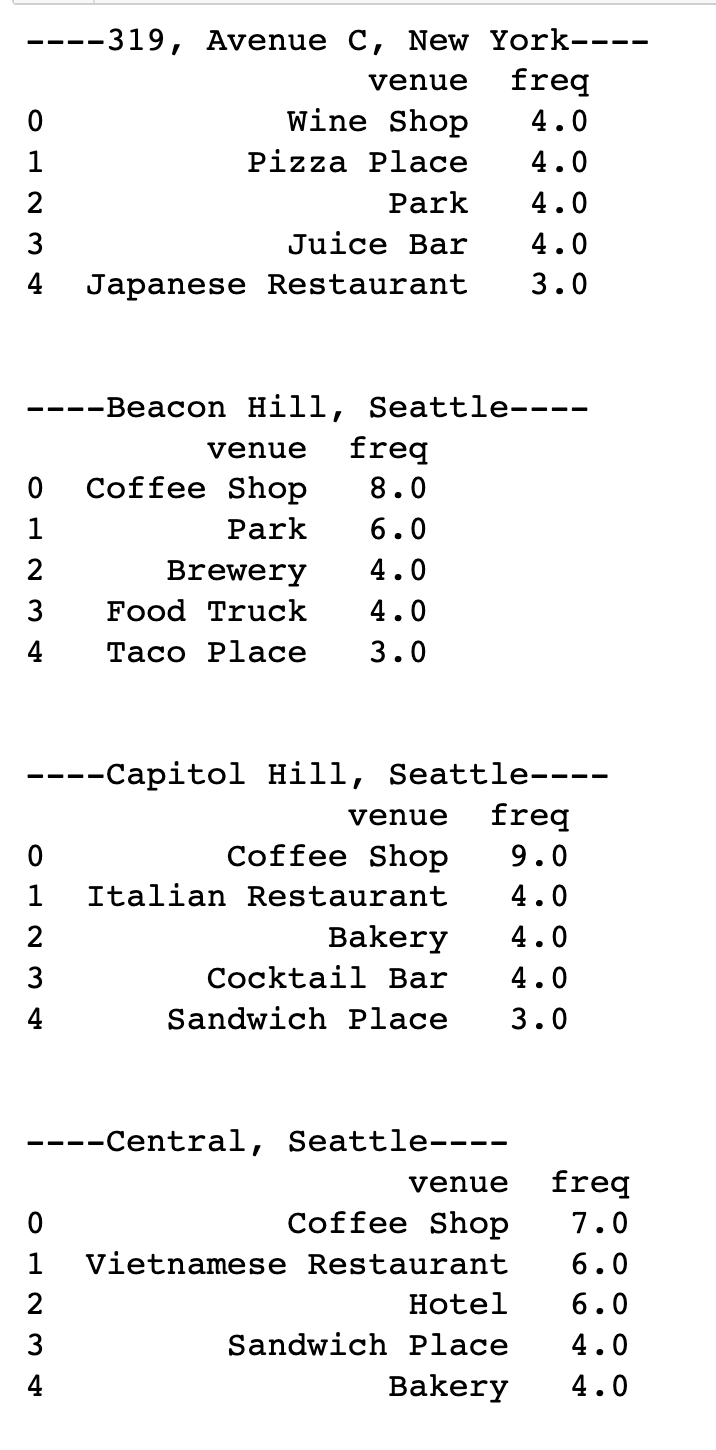 ----319, Avenue C, New York----
venue freq
0 Wine Shop 4.0
1 Pizza Place 4.0
2 Park 4.0
3 Juice Bar 4.0
4 Japanese Restaurant 3.0
----Beacon Hill, Seattle----
venue freq
0 Coffee Shop 8.0
1 Park 6.0
2 Brewery 4.0
3 Food Truck 4.0
4 Taco Place 3.0
----Capitol Hill, Seattle----
venue freq
0 Coffee Shop 9.0
1 Italian Restaurant 4.0
2 Bakery 4.0
3 Cocktail Bar 4.0
4 Sandwich Place 3.0
----Central, Seattle----
venue freq
0 Coffee Shop 7.0
1 Vietnamese Restaurant 6.0
2 Hotel 6.0
3 Sandwich Place 4.0
4 Bakery 4.0